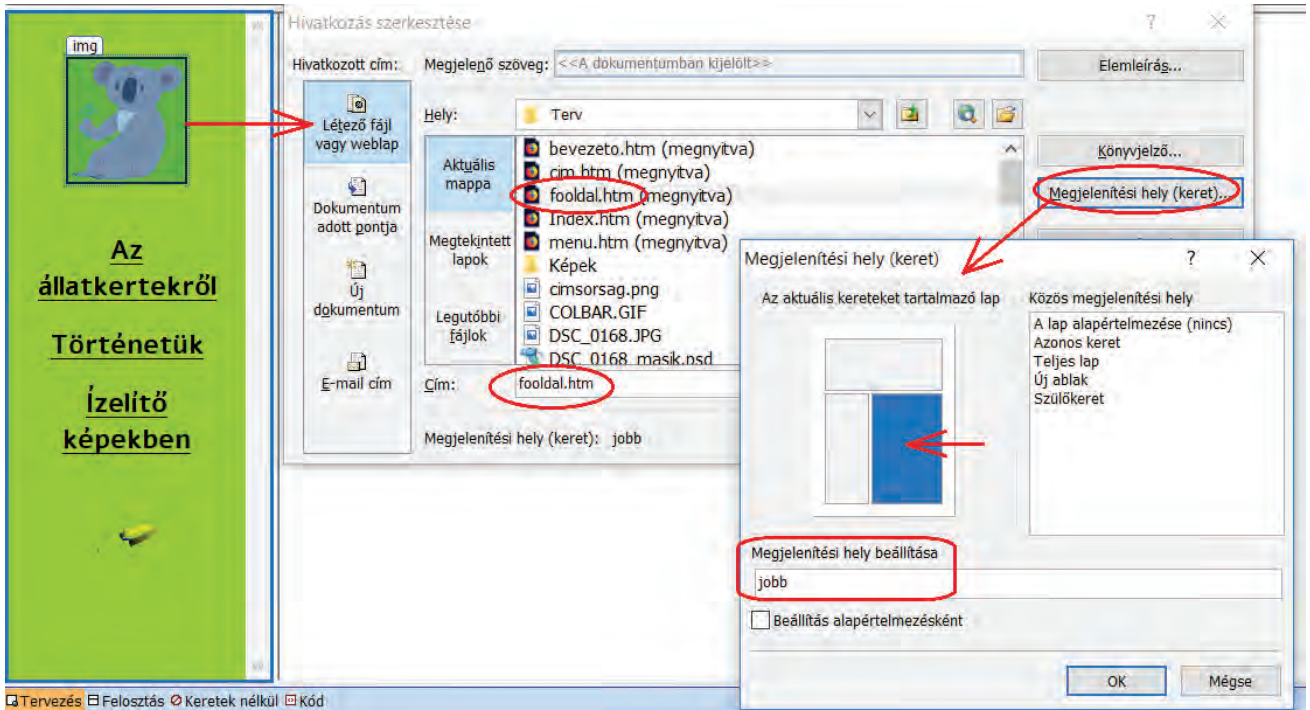 img
Az
állatkertekről
Történetük
Ízelítő
képekben
Hivatkozás szerkesztése
?
Hivatkozott cím:
Megjelenő szöveg:
<<A dokumentumban kijelölt>>
Elemleírás...
Létező fájl
vagy weblap
Dokumentum
adott pontja
Új
dokumentum
E-mail cím
Hely:
Terv
Aktuális
mappa
Megtekintett
lapok
Legutóbbi
fájlok
bevezeto.htm (megnyitva)
cim.htm (megnyitva)
fooldal.htm (megnyitva)
Index.htm (megnyitva)
menu.htm (megnyitva)
Képek
cimsorsag.png
COLBAR.GIF
DSC_0168.JPG
DSC_0168_masik.psd
Könyvjelző...
Megjelenítési hely (keret)...
Cím:
fooldal.htm
Megjelenítési hely (keret): jobb
Megjelenítési hely (keret)
?
Az aktuális kereteket tartalmazó lap
Közös megjelenítési hely
A lap alapértelmezése (nincs)
Azonos keret
Teljes lap
Új ablak
Szülőkeret
Megjelenítési hely beállítása
jobb
Beállítás alapértelmezésként
OK
Mégse
Tervezés Felosztás Keretek nélkül Kód